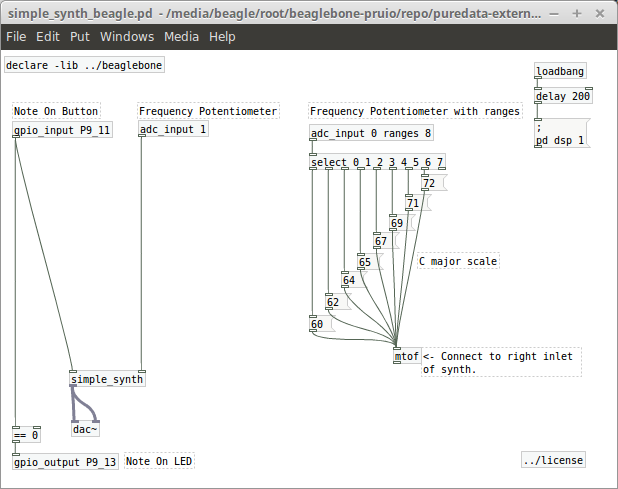 simple_synth_beagle.pd - /media/beagle/root/beaglebone-pruio/repo/puredata-extern...
File Edit Put Windows Media Help
declare -lib ../beaglebone
loadbang
delay 200
;
pd dsp 1
Note On Button
gpio_input P9_11
Frequency Potentiometer
adc_input 1
Frequency Potentiometer with ranges
adc_input 0 ranges 8
select 0 1 2 3 4 5 6 7
72
71
69
67
65
64
62
60
C major scale
mtof
<- Connect to right inlet
of synth.
simple_synth
dac~
== 0
gpio_output P9_13
Note On LED
../license